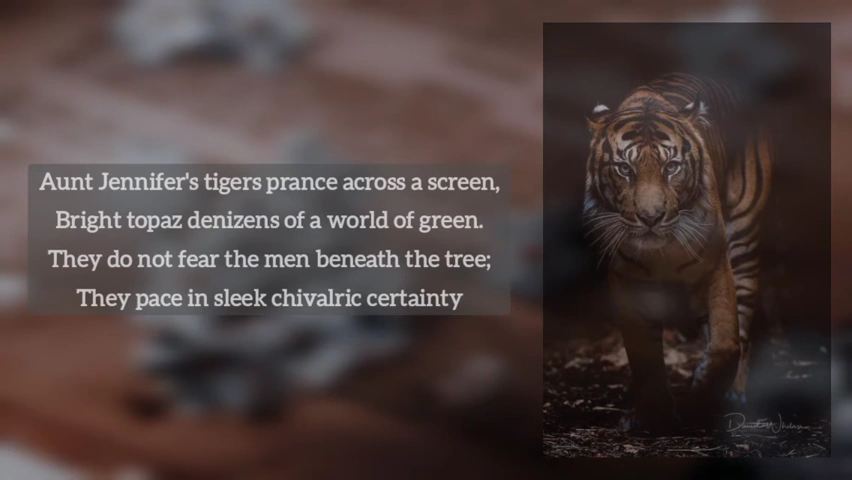 Aunt Jennifer's tigers prance across a screen,
Bright topaz denizens of a world of green.
They do not fear the men beneath the tree;
They pace in sleek chivalric certainty